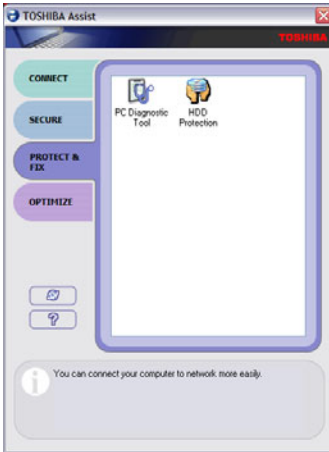 TOSHIBA Assist
TOSHIBA
CONNECT
SECURE
PROTECT &
FIX
OPTIMIZE
PC Diagnostic
Tool
HDD
Protection
You can connect your computer to network more easily.